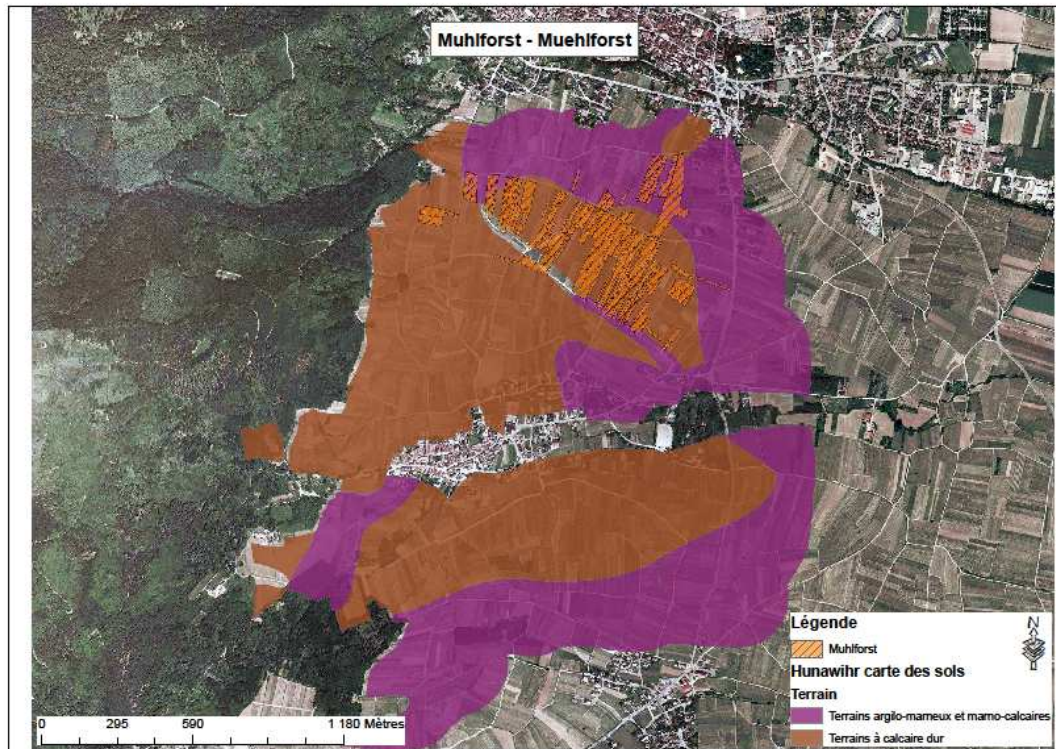 Muhlforst - Muehlforst
Légende
N
Muhlforst
Hunawihr carte des sols
Terrain
Terrains argilo-marneux et marno-calcaires
Terrains à calcaire dur
0 295 590 1 180 Mètres